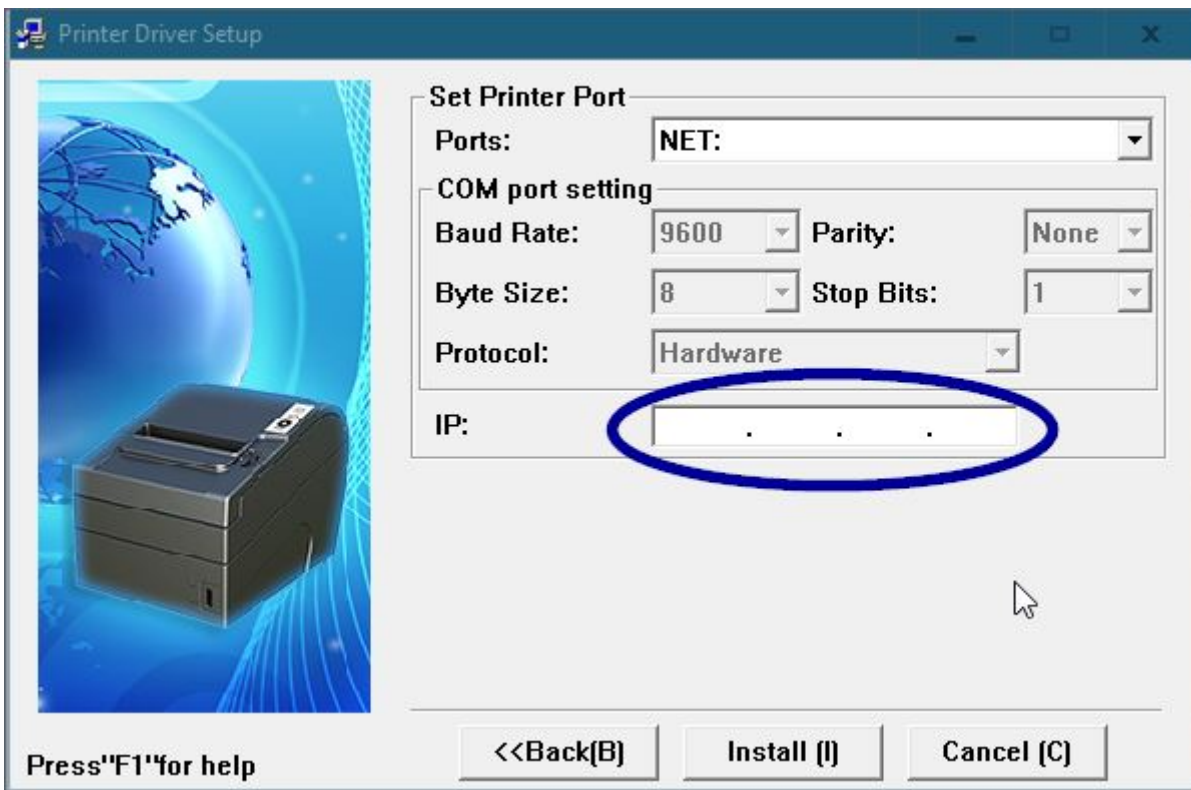 Printer Driver Setup
Set Printer Port
Ports: NET:
COM port setting
Baud Rate: 9600 Parity: None
Byte Size: 8 Stop Bits: 1
Protocol: Hardware
IP: . . .
<<Back(B) Install (I) Cancel (C)
Press"F1"for help